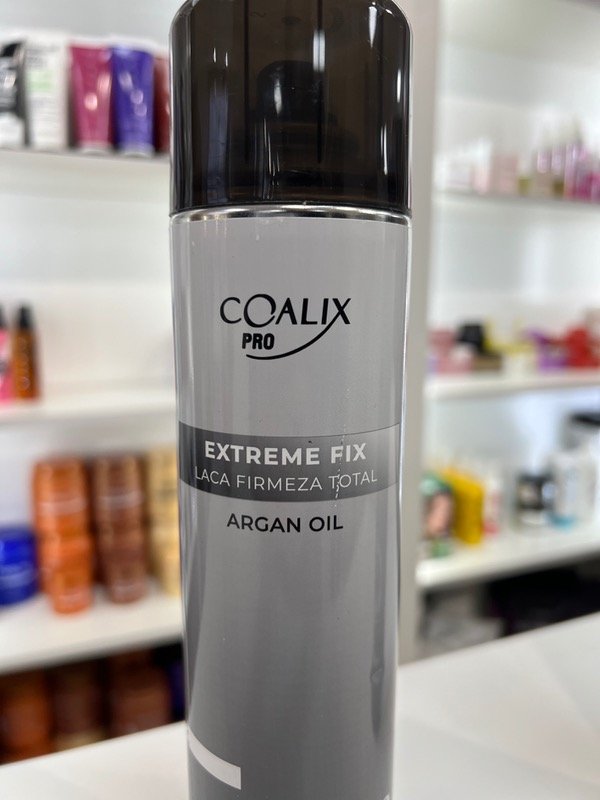 COALIX
PRO
EXTREME FIX
LACA FIRMEZA TOTAL
ARGAN OIL